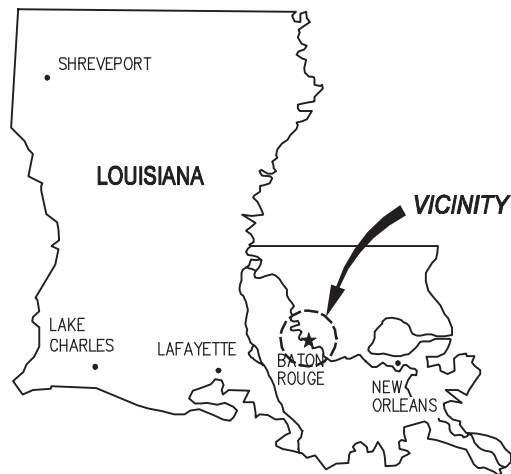 SHREVEPORT
LOUISIANA
VICINITY
LAKE
CHARLES
LAFAYETTE
BATON
ROUGE
NEW
ORLEANS